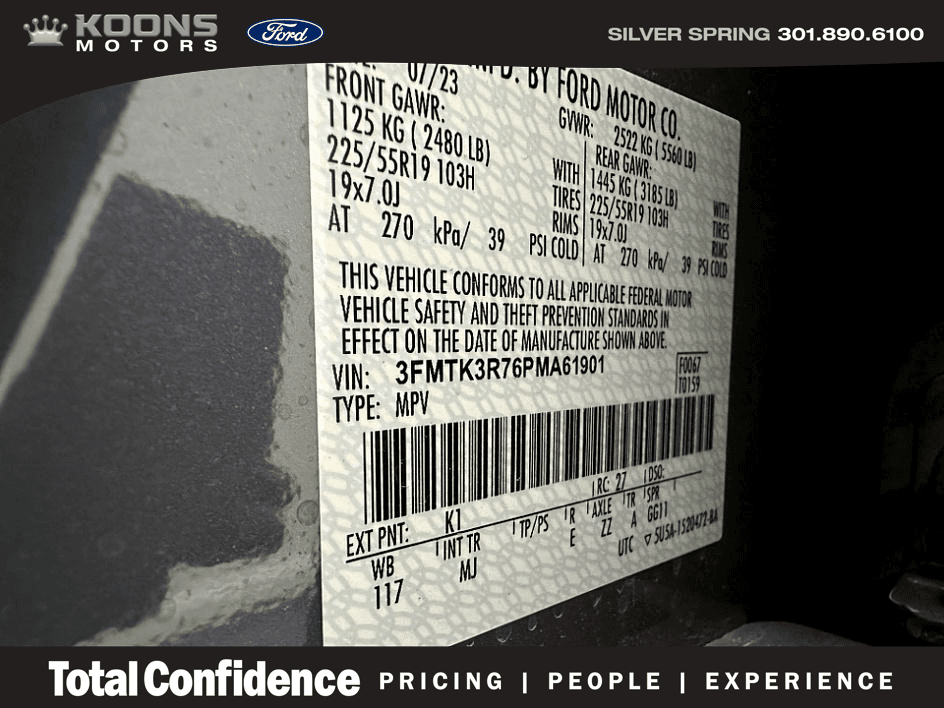 KOONS
MOTORS
Ford
SILVER SPRING 301.890.6100
07/23 MFD. BY FORD MOTOR CO.
FRONT GAWR: GVWR: 2522 KG ( 5560 LB)
1125 KG ( 2480 LB) REAR GAWR:
225/55R19 103H WITH 1445 KG ( 3185 LB) WITH
19x7.0J TIRES 225/55R19 103H TIRES
RIMS 19x7.0J RIMS
AT 270 kPa/ 39 PSI COLD AT 270 kPa/ 39 PSI COLD
THIS VEHICLE CONFORMS TO ALL APPLICABLE FEDERAL MOTOR
VEHICLE SAFETY AND THEFT PREVENTION STANDARDS IN
EFFECT ON THE DATE OF MANUFACTURE SHOWN ABOVE.
VIN: 3FMTK3R76PMA61901 F0067
TYPE: MPV T0159
EXT PNT: K1 RC: 27 DSO:
WB INT TR TP/PS R AXLE TR SPR
117 MJ E ZZ A GG11
UTC ▽ 5U5A-1520472-BA
Total Confidence PRICING | PEOPLE | EXPERIENCE